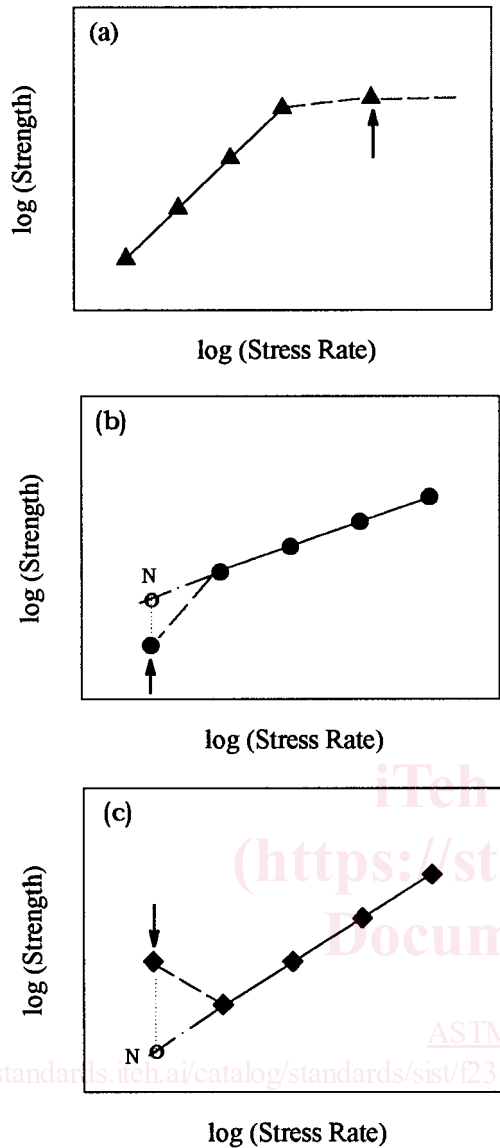 (a)
log (Strength)
log (Stress Rate)
(b)
log (Strength)
N
log (Stress Rate)
iTeh
(https://st
Docum
(c)
log (Strength)
N
ASTM
standards.iteh.ai/catalog/standards/sist/f23
log (Stress Rate)